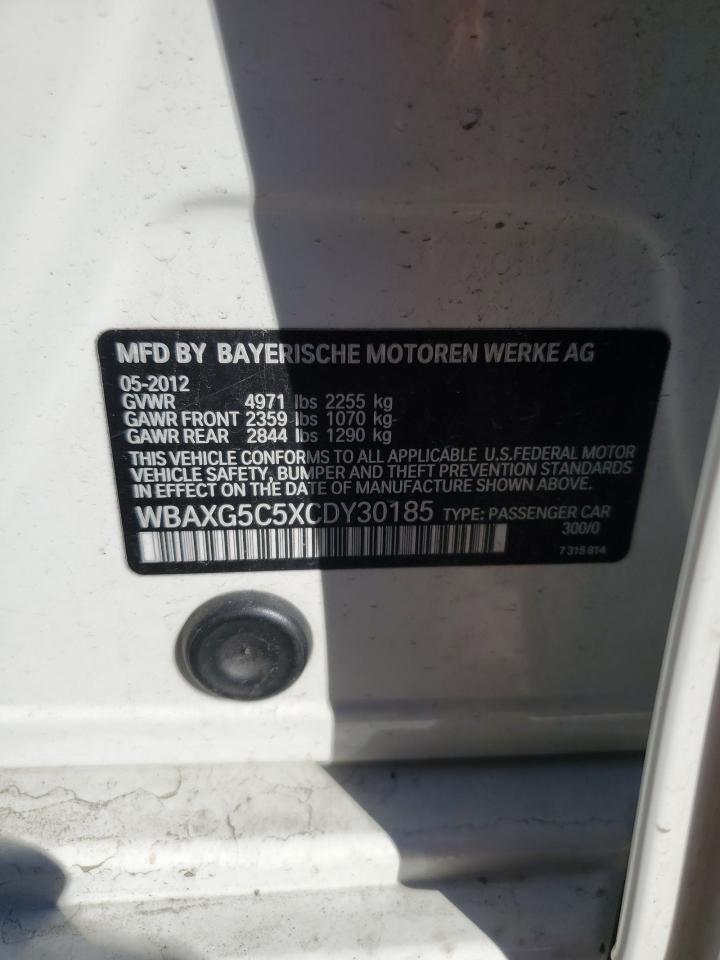 MFD BY BAYERISCHE MOTOREN WERKE AG
05-2012
GVWR 4971 lbs 2255 kg
GAWR FRONT 2359 lbs 1070 kg
GAWR REAR 2844 lbs 1290 kg
THIS VEHICLE CONFORMS TO ALL APPLICABLE U.S.FEDERAL MOTOR
VEHICLE SAFETY, BUMPER AND THEFT PREVENTION STANDARDS
IN EFFECT ON THE DATE OF MANUFACTURE SHOWN ABOVE.
WBAXG5C5XCDY30185 TYPE: PASSENGER CAR
300/0
7 315 814